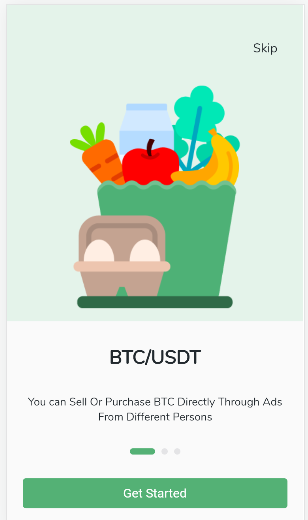 Skip
BTC/USDT
You can Sell Or Purchase BTC Directly Through Ads
From Different Persons
Get Started